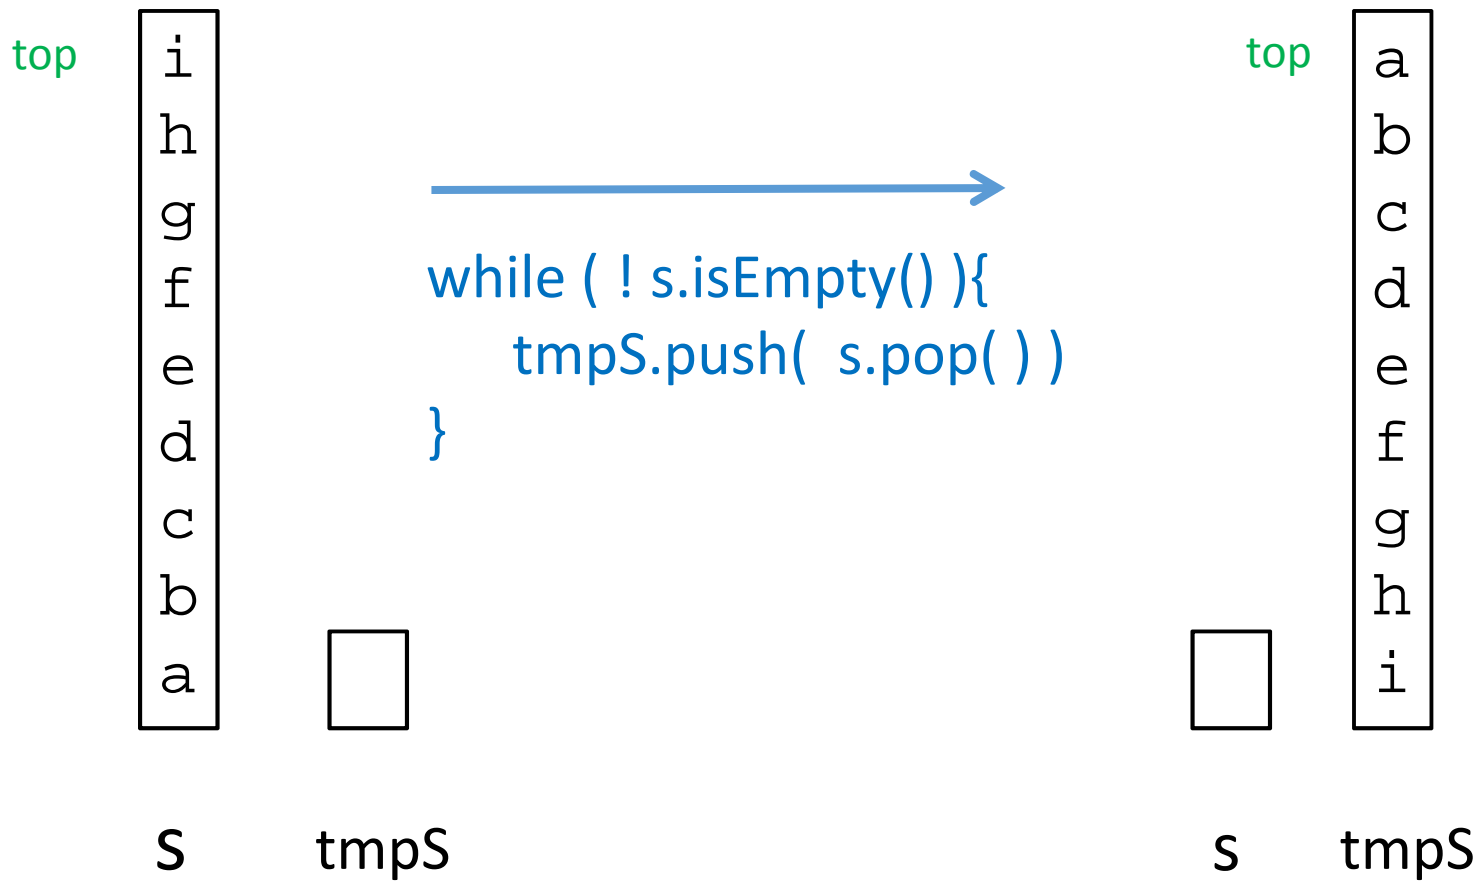 top
i
h
g
f
e
d
c
b
a
s
tmpS
while ( ! s.isEmpty() ){
tmpS.push( s.pop( ) )
}
top
a
b
c
d
e
f
g
h
i
s
tmpS